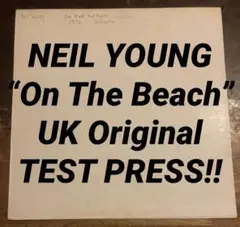 NEIL YOUNG
“On The Beach”
UK Original
TEST PRESS!!